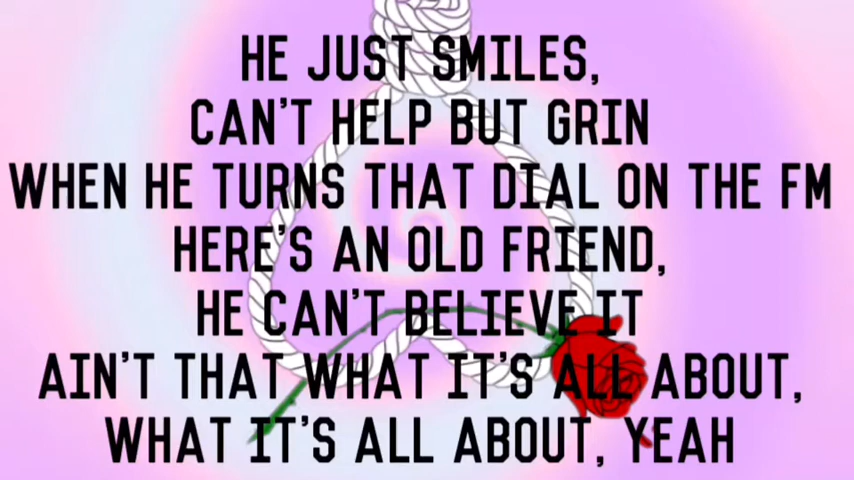 HE JUST SMILES,
CAN'T HELP BUT GRIN
WHEN HE TURNS THAT DIAL ON THE FM
HERE'S AN OLD FRIEND,
HE CAN'T BELIEVE IT
AIN'T THAT WHAT IT'S ALL ABOUT,
WHAT IT'S ALL ABOUT, YEAH